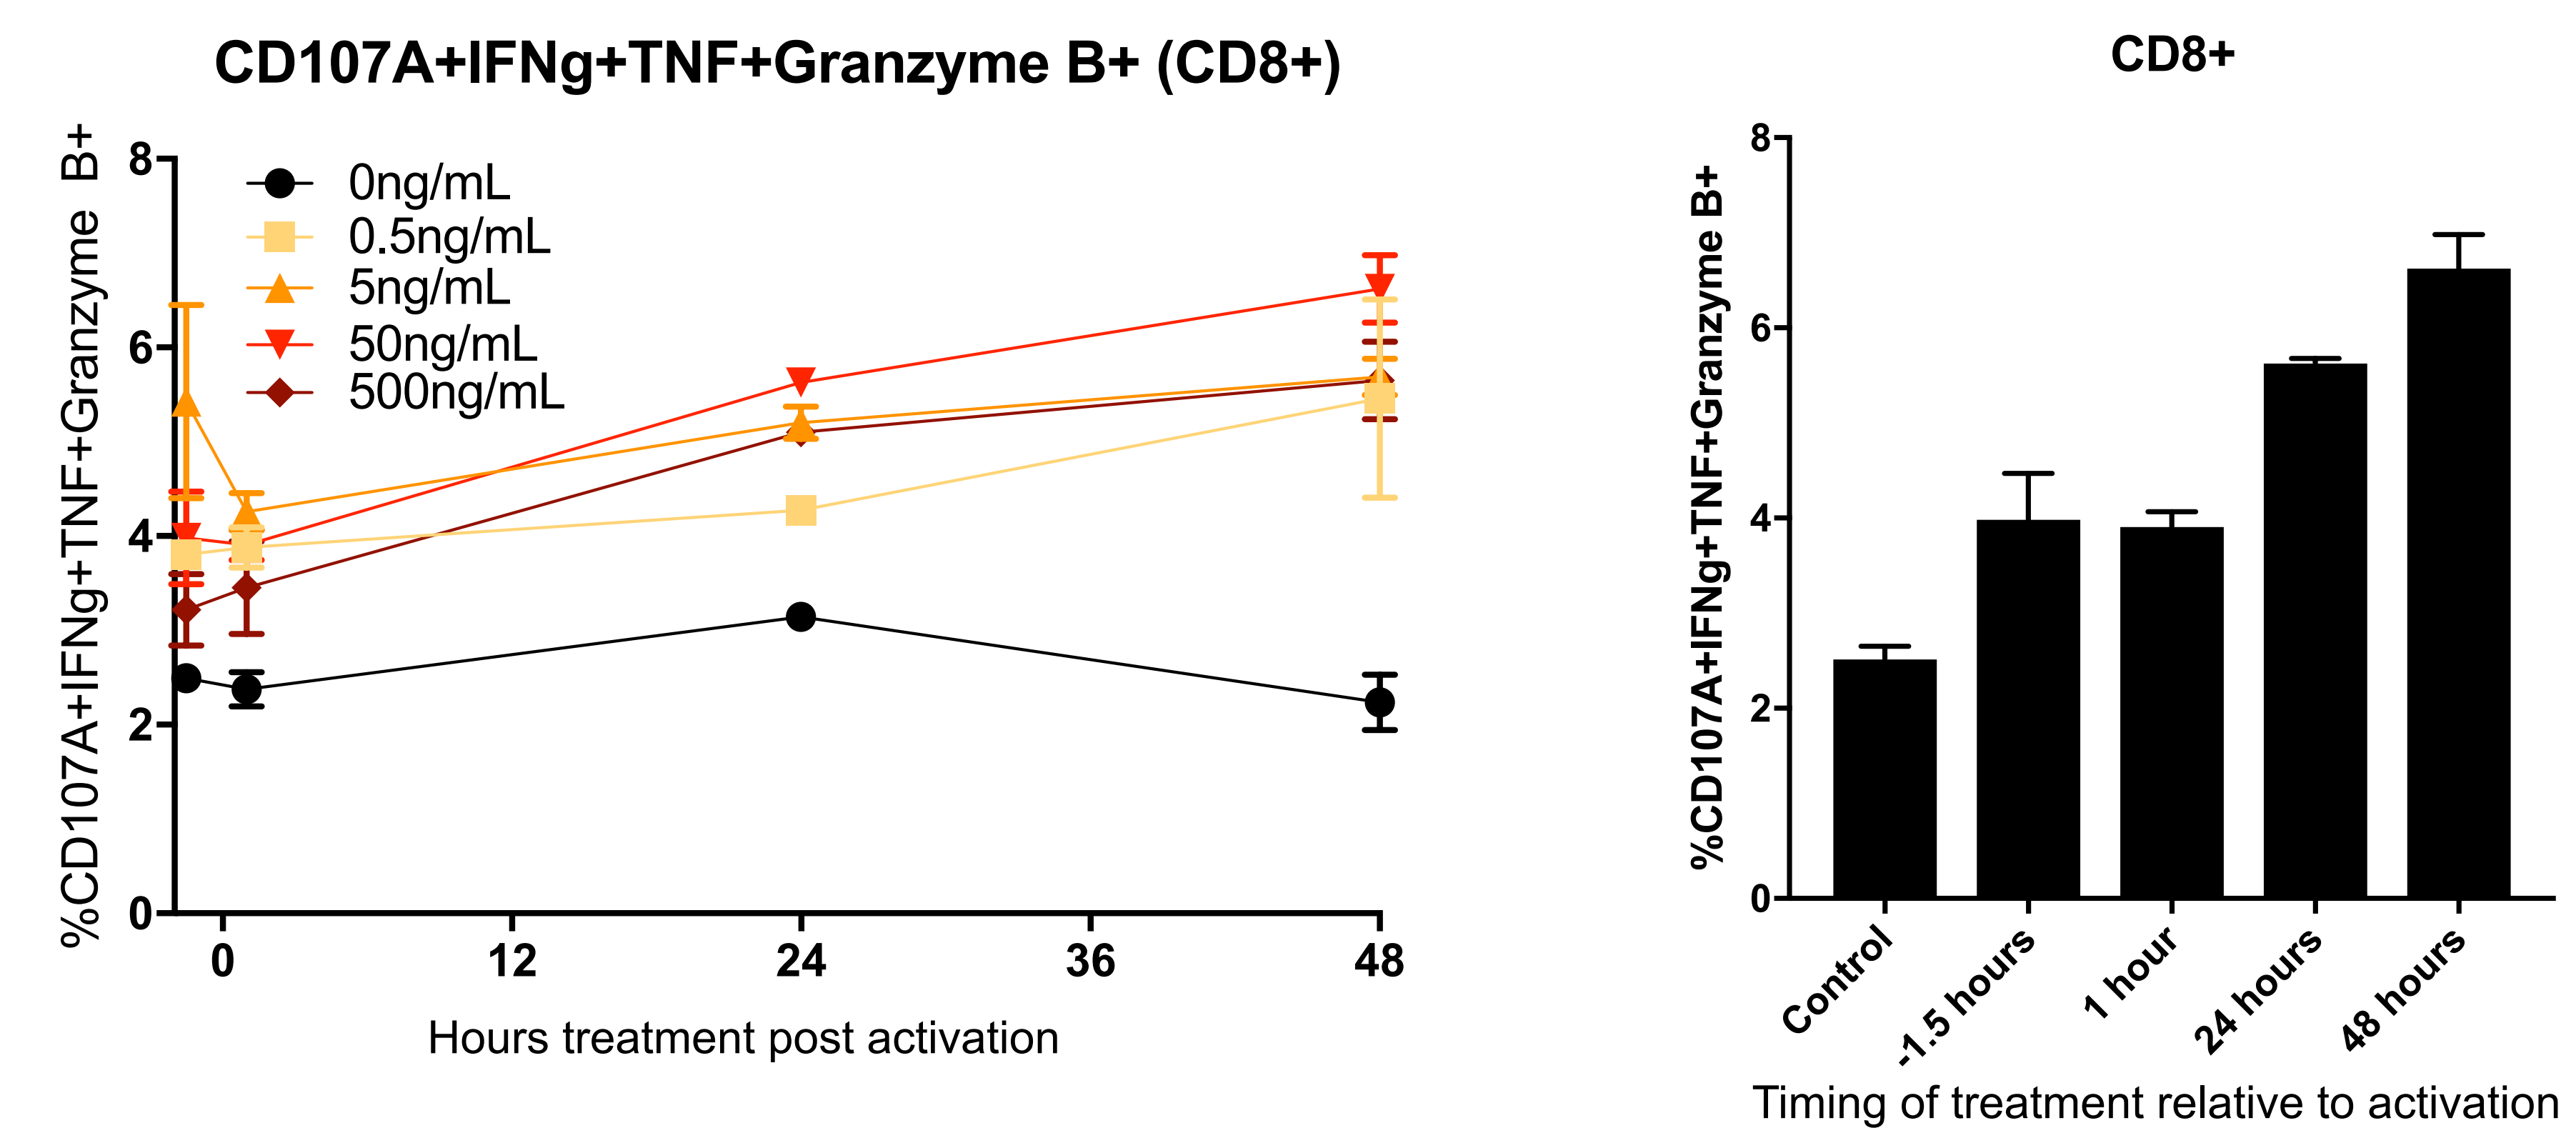 CD107A+IFNg+TNF+Granzyme B+ (CD8+)
%CD107A+IFNg+TNF+Granzyme B+
8
6
4
2
0
0ng/mL
0.5ng/mL
5ng/mL
50ng/mL
500ng/mL
0 12 24 36 48
Hours treatment post activation
CD8+
%CD107A+IFNg+TNF+Granzyme B+
8
6
4
2
0
Control
-1.5 hours
1 hour
24 hours
48 hours
Timing of treatment relative to activation